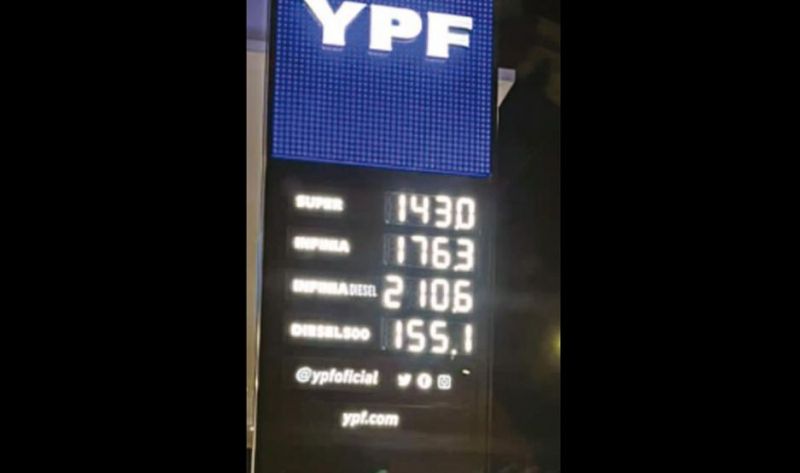 YPF
SUPER 143,0
INFINIA 176,3
INFINIA DIESEL 210,6
DIESEL500 155,1
@ypfoficial
ypf.com